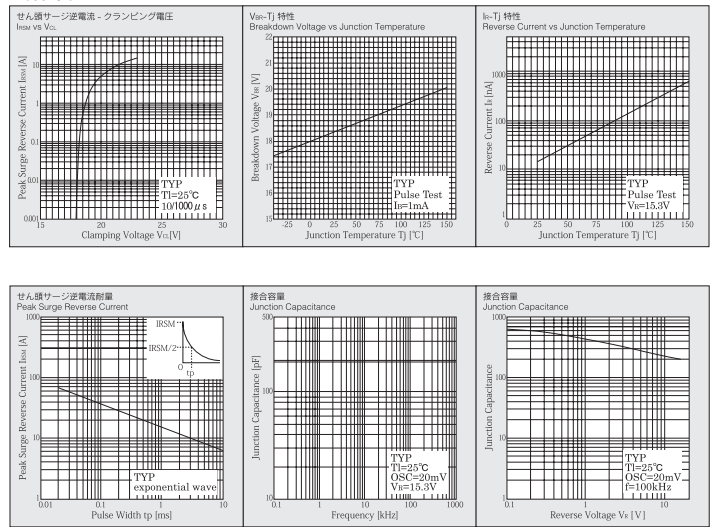 せん頭サージ逆電流 - クランピング電圧
IRSM vs VCL
Peak Surge Reverse Current IRSM [A]
10
1
0.1
0.01
0.001
15
20
25
30
TYP
Tl=25℃
10/1000μs
Clamping Voltage VCL[V]
VBR-Tj 特性
Breakdown Voltage vs Junction Temperature
Breakdown Voltage VBR [V]
22
21
20
19
18
17
16
15
-25
0
25
50
75
100
125
150
TYP
Pulse Test
IR=1mA
Junction Temperature Tj [℃]
IR-Tj 特性
Reverse Current vs Junction Temperature
Reverse Current IR [nA]
1000
100
10
1
0
25
50
75
100
125
150
TYP
Pulse Test
VR=15.3V
Junction Temperature Tj [℃]
せん頭サージ逆電流耐量
Peak Surge Reverse Current
Peak Surge Reverse Current IRSM [A]
1000
100
10
1
0.01
0.1
1
10
IRSM
IRSM/2
0
tp
TYP
exponential wave
Pulse Width tp [ms]
接合容量
Junction Capacitance
Junction Capacitance [pF]
500
100
10
0.1
1
10
100
1000
TYP
Tl=25℃
OSC=20mV
VR=15.3V
Frequency [kHz]
接合容量
Junction Capacitance
Junction Capacitance
1000
100
10
1
0.1
1
10
TYP
Tl=25℃
OSC=20mV
f=100kHz
Reverse Voltage VR [V]